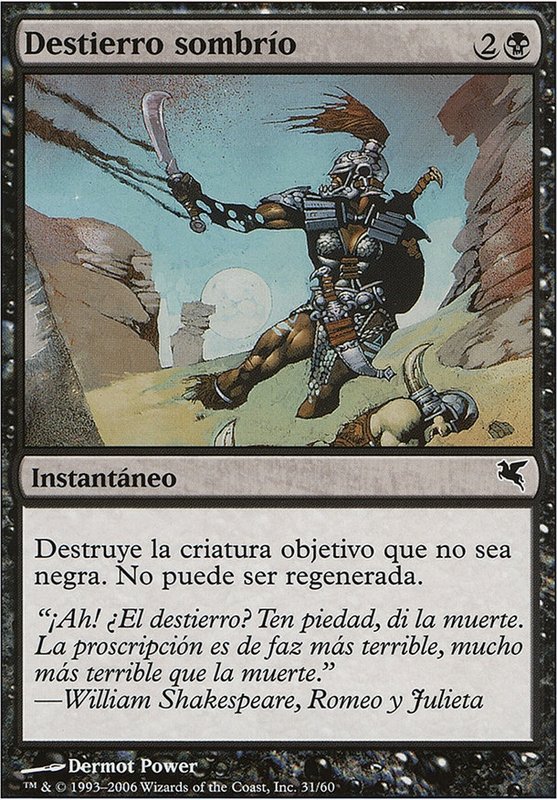 Destierro sombrío 2
Instantáneo
Destruye la criatura objetivo que no sea
negra. No puede ser regenerada.
“¡Ah! ¿El destierro? Ten piedad, di la muerte.
La proscripción es de faz más terrible, mucho
más terrible que la muerte.”
—William Shakespeare, Romeo y Julieta
Dermot Power
™ & © 1993–2006 Wizards of the Coast, Inc. 31/60